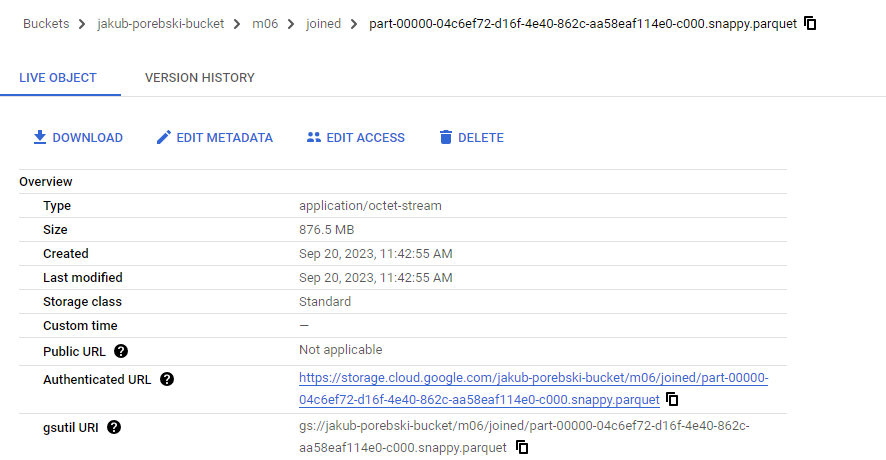 Buckets > jakub-porebski-bucket > m06 > joined > part-00000-04c6ef72-d16f-4e40-862c-aa58eaf114e0-c000.snappy.parquet
LIVE OBJECT VERSION HISTORY
DOWNLOAD EDIT METADATA EDIT ACCESS DELETE
Overview
Type application/octet-stream
Size 876.5 MB
Created Sep 20, 2023, 11:42:55 AM
Last modified Sep 20, 2023, 11:42:55 AM
Storage class Standard
Custom time —
Public URL ? Not applicable
Authenticated URL ? https://storage.cloud.google.com/jakub-porebski-bucket/m06/joined/part-00000-
04c6ef72-d16f-4e40-862c-aa58eaf114e0-c000.snappy.parquet
gsutil URI ? gs://jakub-porebski-bucket/m06/joined/part-00000-04c6ef72-d16f-4e40-862c-
aa58eaf114e0-c000.snappy.parquet